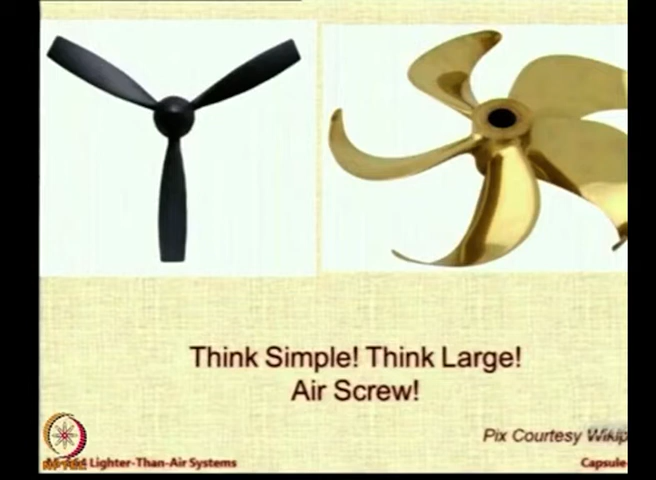 Think Simple! Think Large!
Air Screw!
Pix Courtesy
Lighter-Than-Air Systems
Capsule